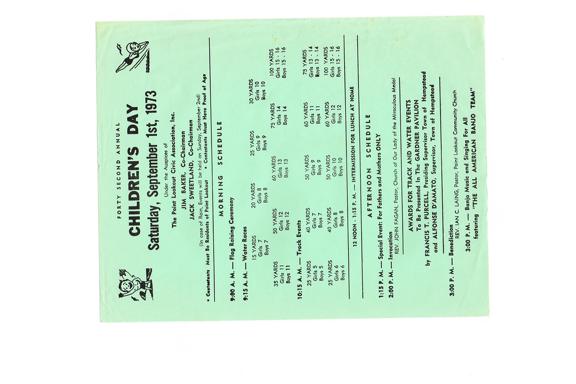 FORTY SECOND ANNUAL
CHILDREN'S DAY
Saturday, September 1st, 1973
Under the Auspices of
The Point Lookout Civic Association, Inc.
JIM BAKER, Co-Chairman
JACK SWEETLAND, Co-Chairman
(In case of Rain, Events will be held on Sunday, September 2nd)
• Contestants Must Be Residents of Point Lookout • Contestants Must Have Proof of Age
MORNING SCHEDULE
9:00 A. M. — Flag Raising Ceremony
9:15 A. M. — Water Races
15 YARDS 20 YARDS 25 YARDS 30 YARDS
Girls 7 Girls 8 Girls 9 Girls 10
Boys 7 Boys 8 Boys 9 Boys 10
35 YARDS 50 YARDS 60 YARDS 75 YARDS 100 YARDS
Girls 11 Girls 12 Girls 13 Girls 14 Girls 15 - 16
Boys 11 Boys 12 Boys 13 Boys 14 Boys 15 - 16
10:15 A. M. — Track Events
25 YARDS 40 YARDS 50 YARDS 60 YARDS 75 YARDS
Girls 5 Girls 7 Girls 9 Girls 11 Girls 13 - 14
Boys 5 Boys 7 Boys 9 Boys 11 Boys 13 - 14
35 YARDS 40 YARDS 50 YARDS 60 YARDS 100 YARDS
Girls 6 Girls 8 Girls 10 Girls 12 Girls 15 - 16
Boys 6 Boys 8 Boys 10 Boys 12 Boys 15 - 16
12 NOON - 1:15 P. M. — INTERMISSION FOR LUNCH AT HOME
AFTERNOON SCHEDULE
1:15 P. M. — Special Events For Fathers and Mothers ONLY
2:00 P. M. — Invocation
REV. JOHN FAGAN, Pastor, Church of Our Lady of the Miraculous Medal
AWARDS FOR TRACK AND WATER EVENTS
To Be Presented In The GARDNER PAVILION
by FRANCIS T. PURCELL, Presiding Supervisor Town of Hempstead
and ALFONSE D'AMATO, Supervisor, Town of Hempstead
3:00 P. M. — Benediction
REV. IAN C. LAING, Pastor, Point Lookout Community Church
3:00 P. M. — Banjo Music and Singing For All
featuring "THE ALL AMERICAN BANJO TEAM"